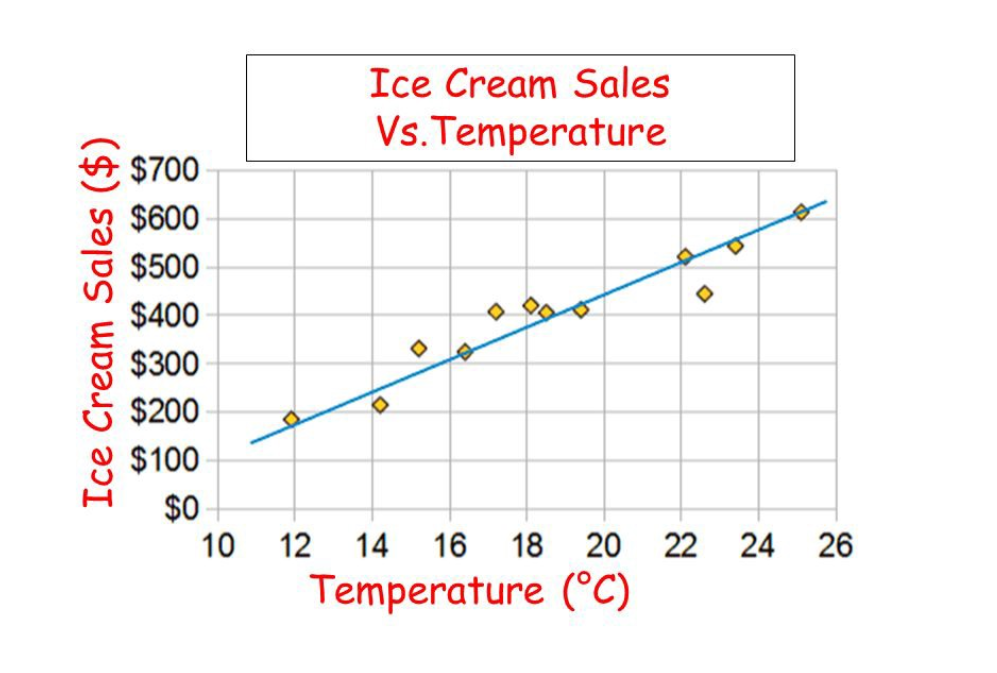 Ice Cream Sales
Vs.Temperature
Ice Cream Sales ($)
$700
$600
$500
$400
$300
$200
$100
$0
10 12 14 16 18 20 22 24 26
Temperature (°C)